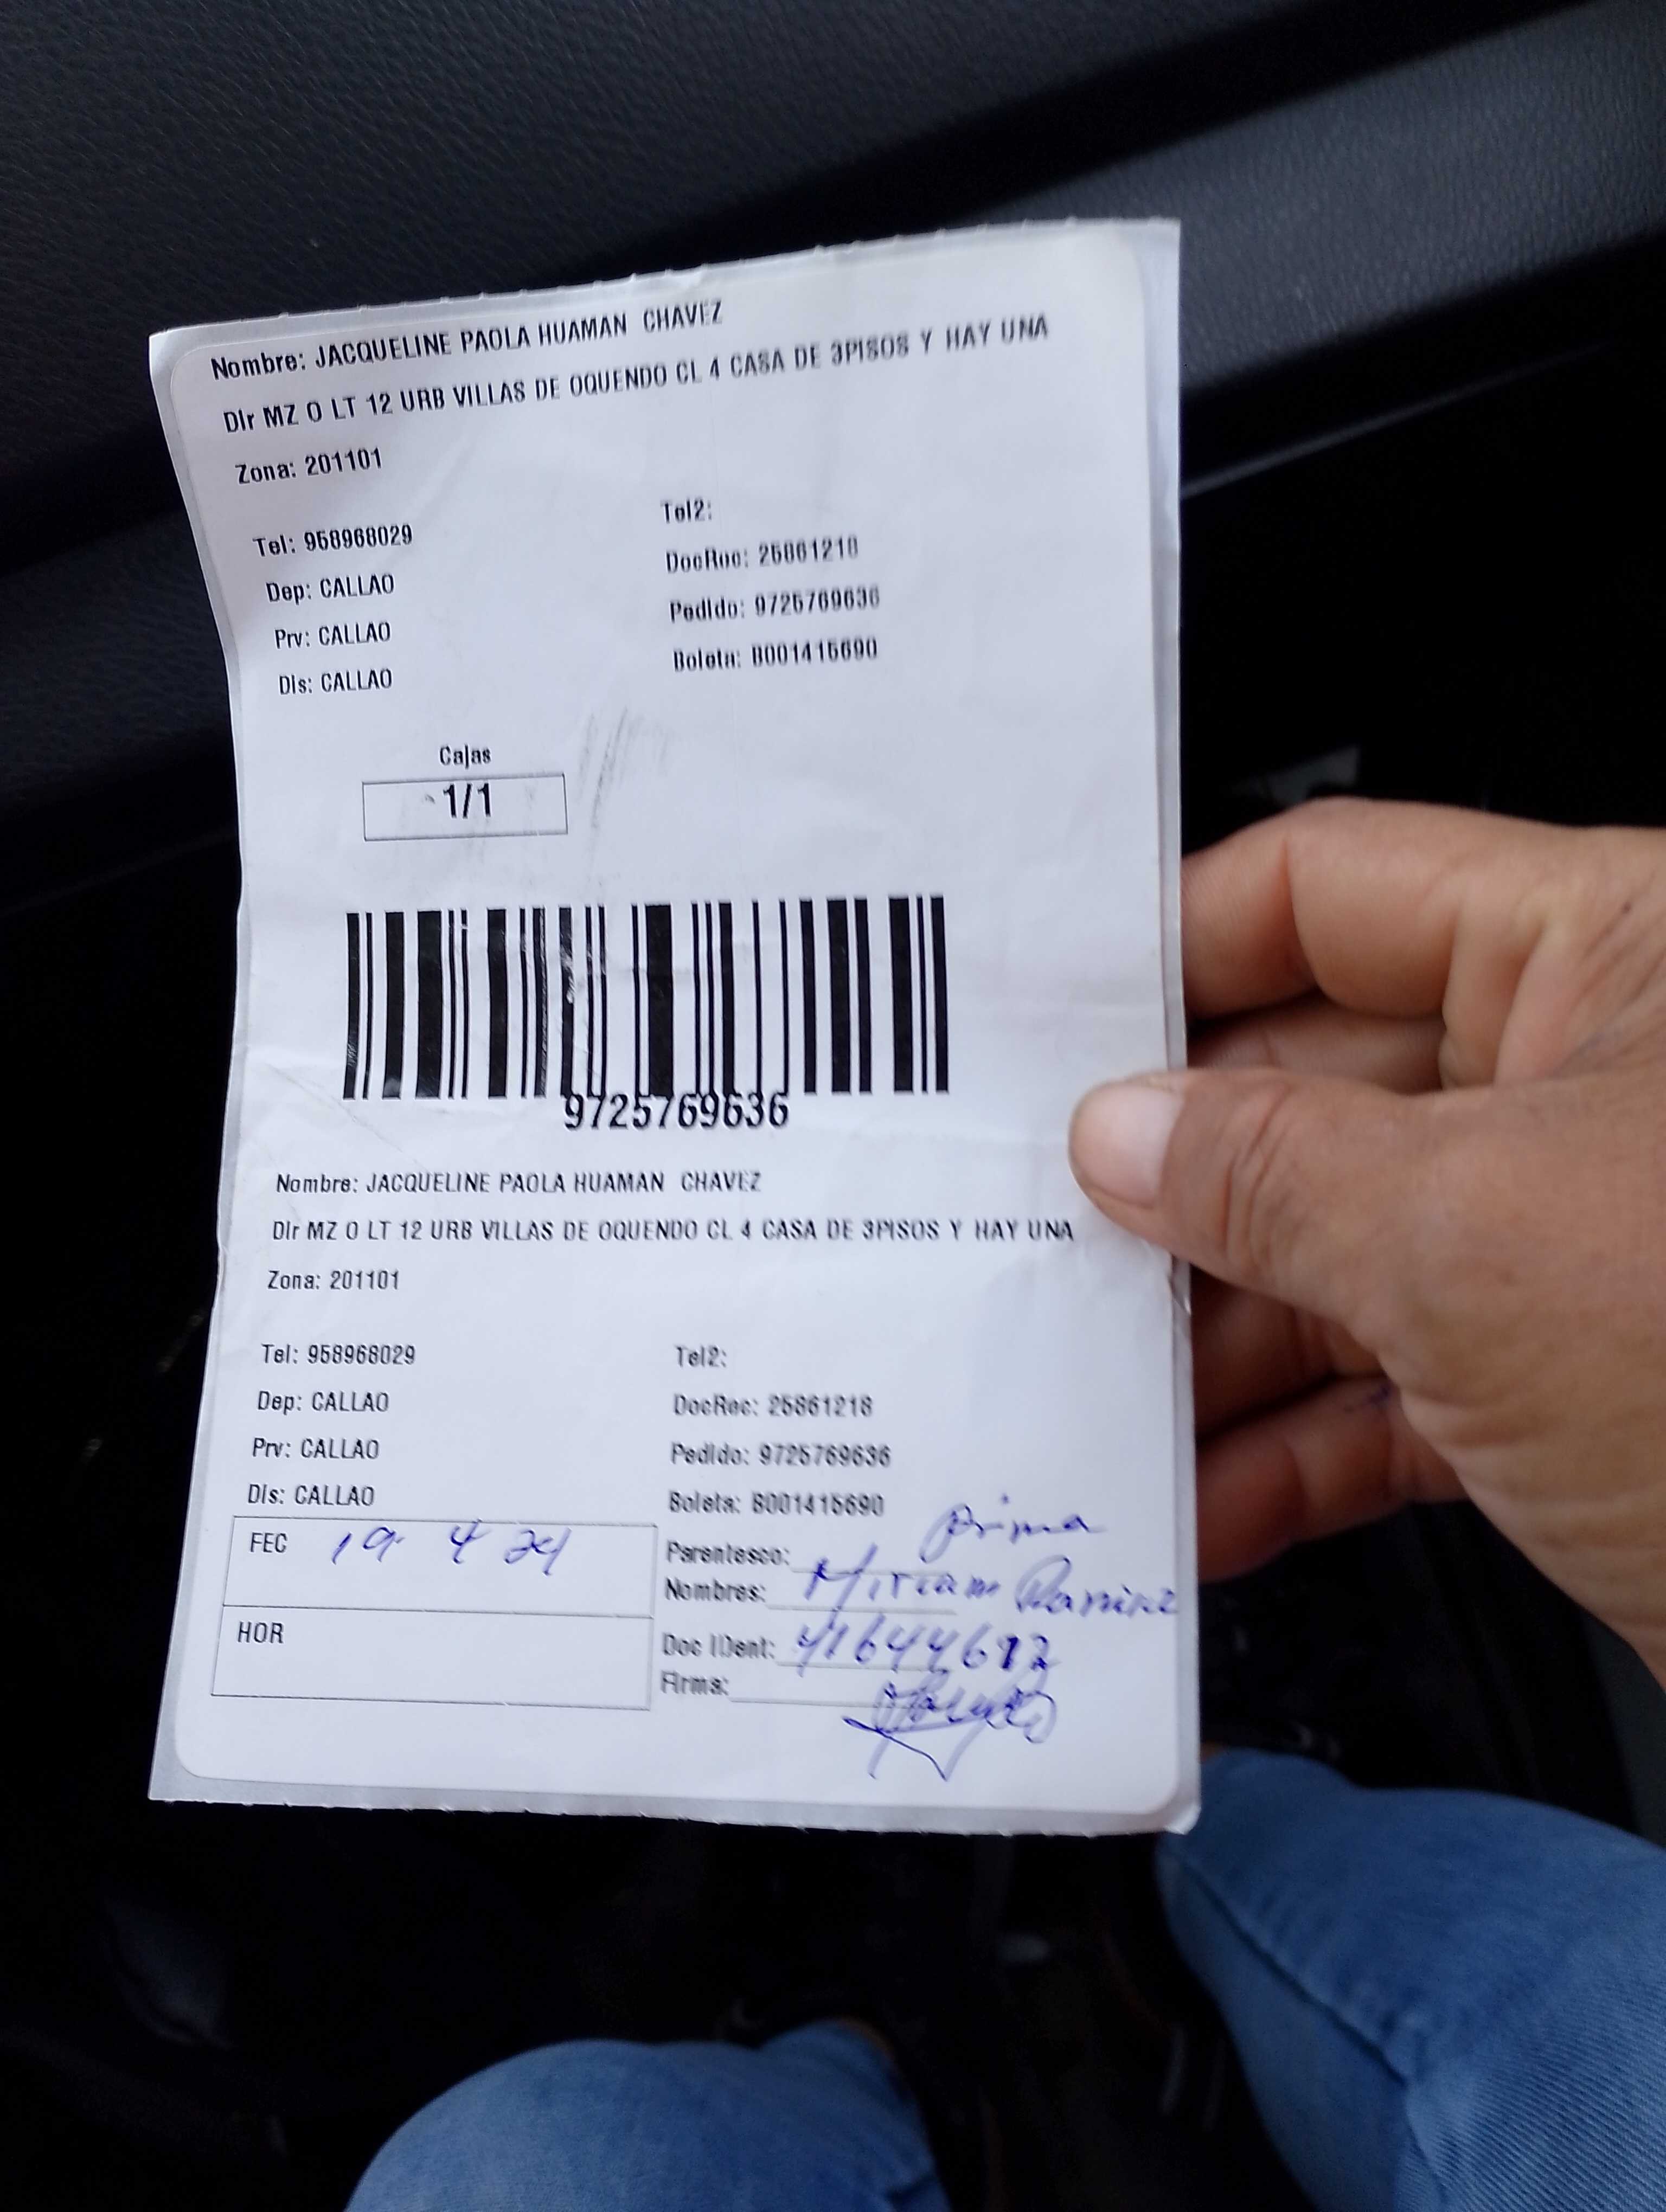 Nombre: JACQUELINE PAOLA HUAMAN CHAVEZ
Dir MZ O LT 12 URB VILLAS DE OQUENDO CL 4 CASA DE 3PISOS Y HAY UNA
Zona: 201101
Tel: 958968029 Tel2:
Dep: CALLAO DocRec: 25861218
Prv: CALLAO Pedido: 9725769636
Dis: CALLAO Boleta: B001415690
Cajas
1/1
9725769636
Nombre: JACQUELINE PAOLA HUAMAN CHAVEZ
Dir MZ O LT 12 URB VILLAS DE OQUENDO CL 4 CASA DE 3PISOS Y HAY UNA
Zona: 201101
Tel: 958968029 Tel2:
Dep: CALLAO DocRec: 25861218
Prv: CALLAO Pedido: 9725769636
Dis: CALLAO Boleta: B001415690
FEC 19 4 24 Parentesco: prima
Nombres: Miriam Ramirez
HOR Doc IDent:
Firma: